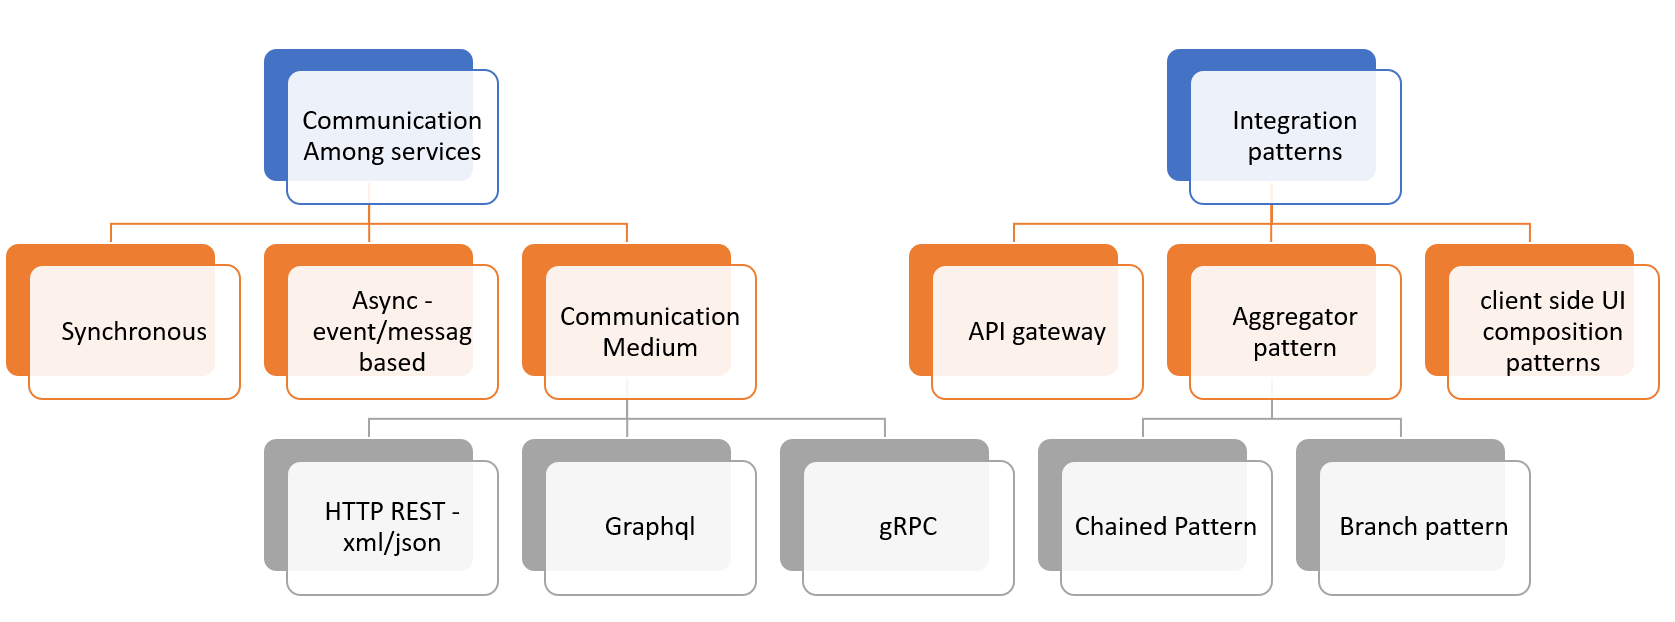 Communication
Among services
Integration
patterns
Synchronous
Async -
event/messag
based
Communication
Medium
API gateway
Aggregator
pattern
client side UI
composition
patterns
HTTP REST -
xml/json
Graphql
gRPC
Chained Pattern
Branch pattern